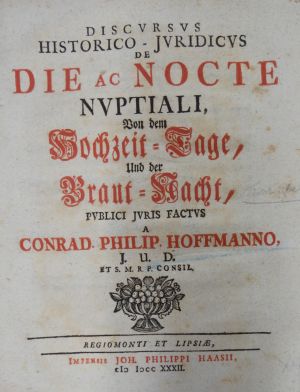 DISCVRSVS
HISTORICO - JVRIDICVS
DE
DIE AC NOCTE
NVPTIALI,
Von dem
Hochzeit-Tage,
Und der
Braut-Nacht,
PVBLICI JVRIS FACTVS
A
CONRAD. PHILIP. HOFFMANNO,
J. U. D.
ET S. M. R. P. CONSIL.
REGIOMONTI ET LIPSIÆ,
IMPENSIS JOH. PHILIPPI HAASII,
cIↃ IↃcc XXXII.